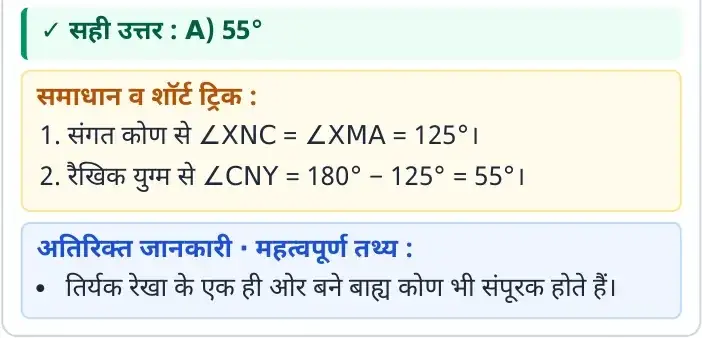 ✓ सही उत्तर : A) 55°
समाधान व शॉर्ट ट्रिक :
1. संगत कोण से ∠XNC = ∠XMA = 125°।
2. रैखिक युग्म से ∠CNY = 180° − 125° = 55°।
अतिरिक्त जानकारी · महत्वपूर्ण तथ्य :
• तिर्यक रेखा के एक ही ओर बने बाह्य कोण भी संपूरक होते हैं।